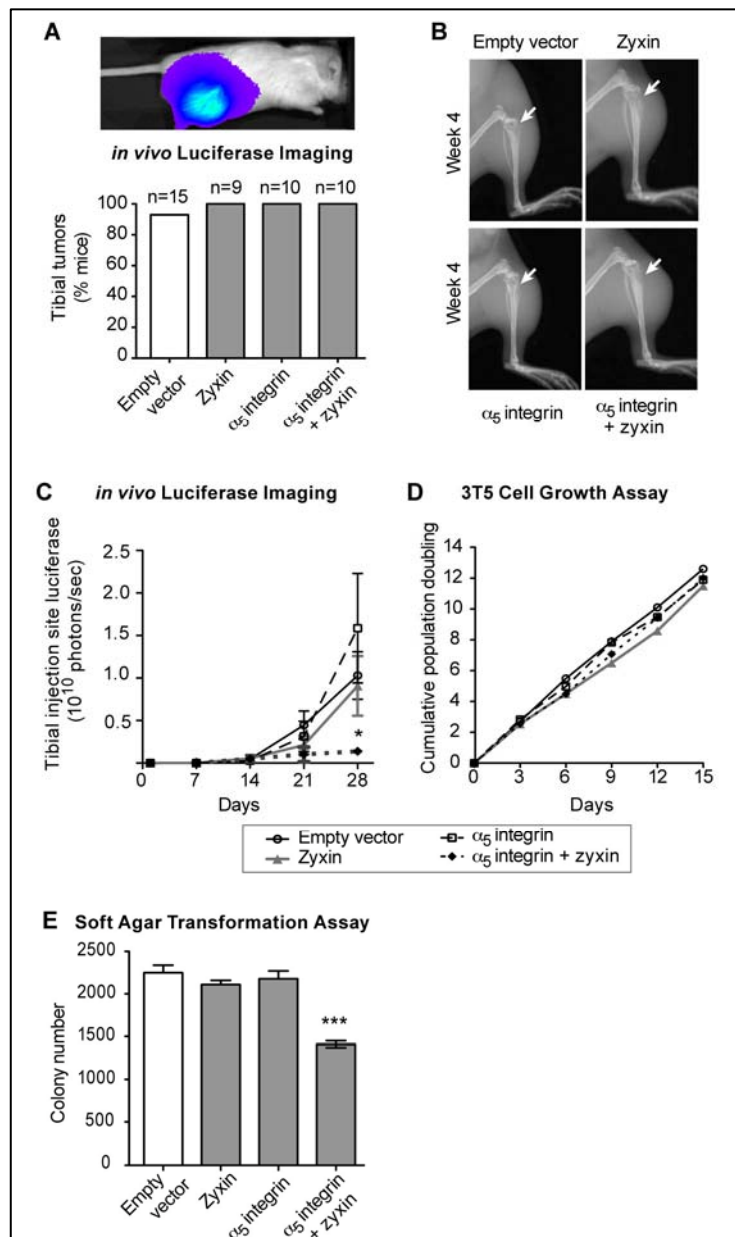 A
in vivo Luciferase Imaging
n=15 n=9 n=10 n=10
Tibial tumors
(% mice)
100
80
60
40
20
0
Empty
vector
Zyxin
α5 integrin
α5 integrin
+ zyxin
B
Empty vector Zyxin
Week 4
Week 4
α5 integrin
α5 integrin
+ zyxin
C in vivo Luciferase Imaging
Tibial injection site luciferase
(10^10 photons/sec)
2.5
2.0
1.5
1.0
0.5
*
0 7 14 21 28
Days
D 3T5 Cell Growth Assay
Cumulative population doubling
14
12
10
8
6
4
2
0
0 3 6 9 12 15
Days
Empty vector
Zyxin
α5 integrin
α5 integrin + zyxin
E Soft Agar Transformation Assay
Colony number
2500
2000
1500
1000
500
0
***
Empty
vector
Zyxin
α5 integrin
α5 integrin
+ zyxin